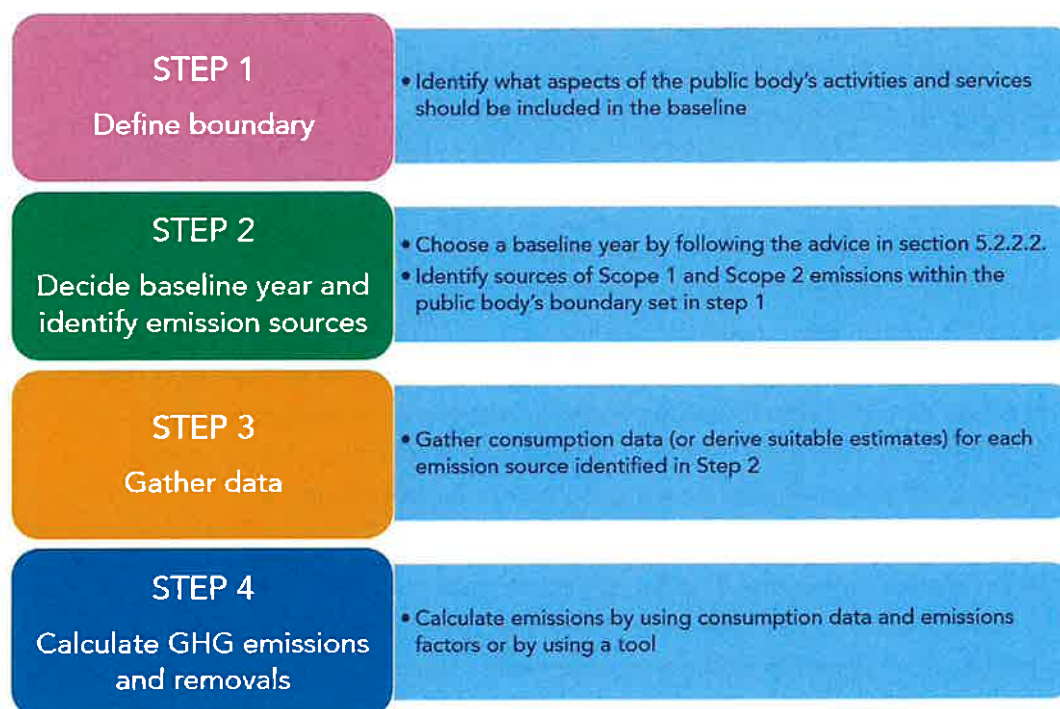 STEP 1
Define boundary
• Identify what aspects of the public body's activities and services
should be included in the baseline
STEP 2
Decide baseline year and
identify emission sources
• Choose a baseline year by following the advice in section 5.2.2.2.
• Identify sources of Scope 1 and Scope 2 emissions within the
public body's boundary set in step 1
STEP 3
Gather data
• Gather consumption data (or derive suitable estimates) for each
emission source identified in Step 2
STEP 4
Calculate GHG emissions
and removals
• Calculate emissions by using consumption data and emissions
factors or by using a tool